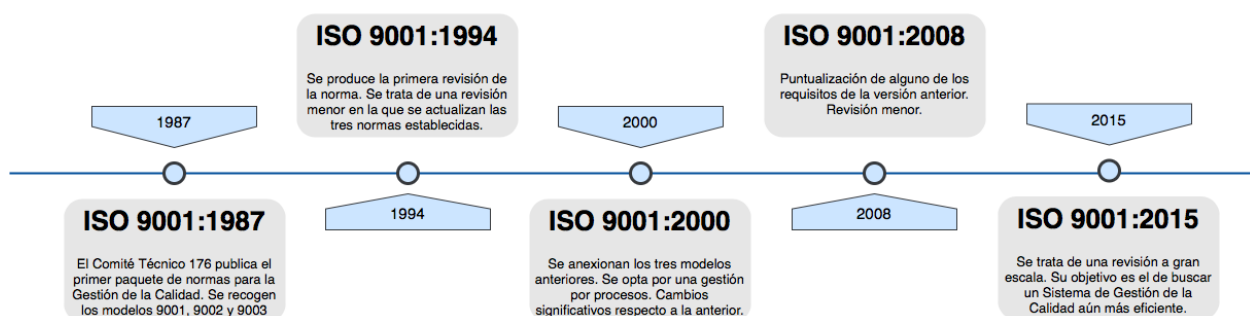 ISO 9001:1994
Se produce la primera revisión de
la norma. Se trata de una revisión
menor en la que se actualizan las
tres normas establecidas.
ISO 9001:2008
Puntualización de alguno de los
requisitos de la versión anterior.
Revisión menor.
1987
2000
2015
1994
2008
ISO 9001:1987
El Comité Técnico 176 publica el
primer paquete de normas para la
Gestión de la Calidad. Se recogen
los modelos 9001, 9002 y 9003
ISO 9001:2000
Se anexionan los tres modelos
anteriores. Se opta por una gestión
por procesos. Cambios
significativos respecto a la anterior.
ISO 9001:2015
Se trata de una revisión a gran
escala. Su objetivo es el de buscar
un Sistema de Gestión de la
Calidad aún más eficiente.